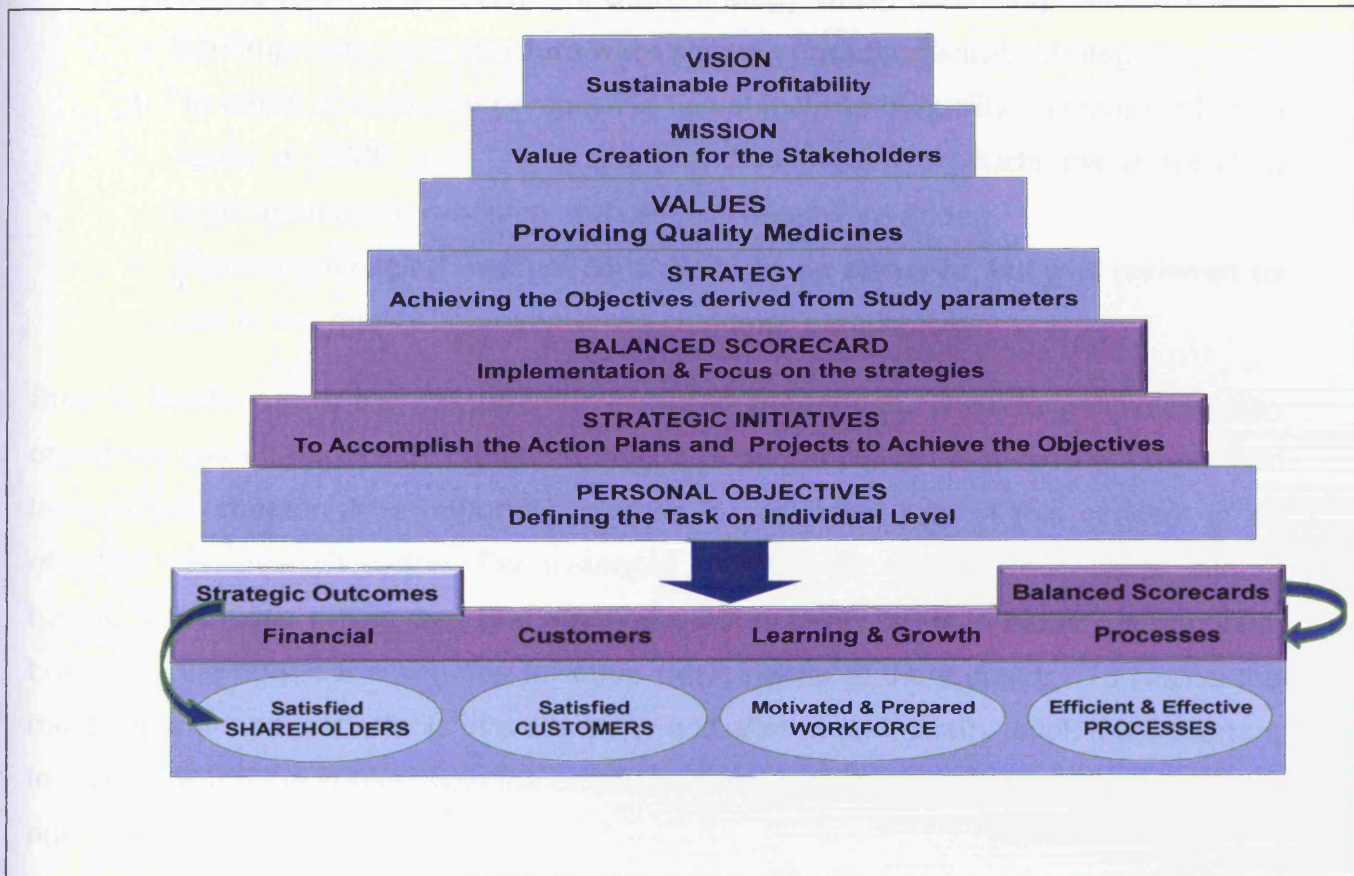 VISION
Sustainable Profitability
MISSION
Value Creation for the Stakeholders
VALUES
Providing Quality Medicines
STRATEGY
Achieving the Objectives derived from Study parameters
BALANCED SCORECARD
Implementation & Focus on the strategies
STRATEGIC INITIATIVES
To Accomplish the Action Plans and Projects to Achieve the Objectives
PERSONAL OBJECTIVES
Defining the Task on Individual Level
Strategic Outcomes
Balanced Scorecards
Financial Customers Learning & Growth Processes
Satisfied SHAREHOLDERS
Satisfied CUSTOMERS
Motivated & Prepared WORKFORCE
Efficient & Effective PROCESSES